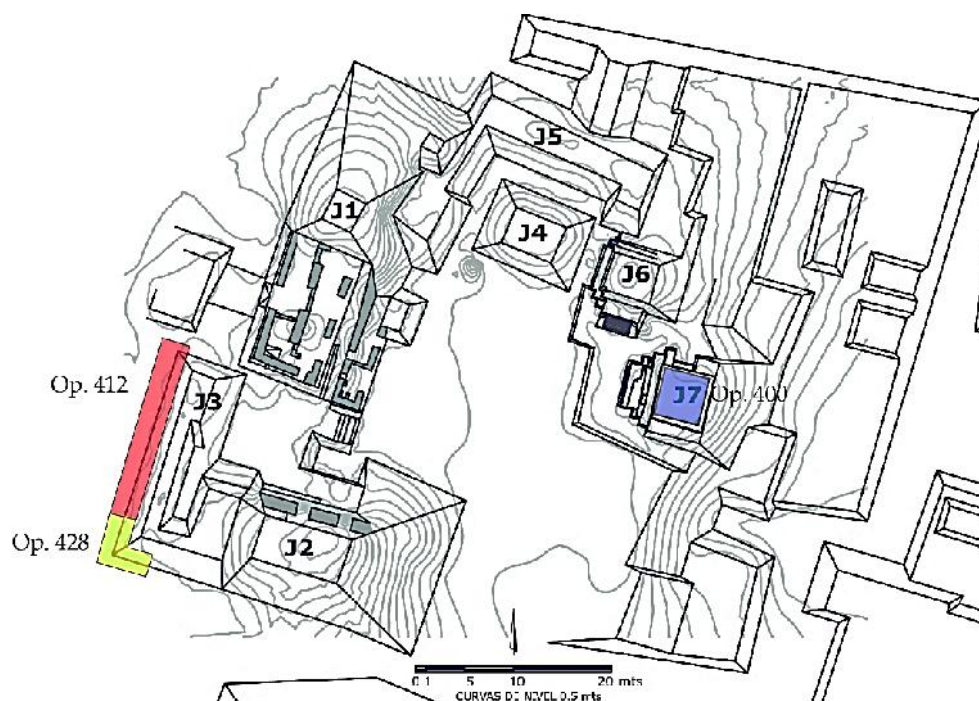 J5
J1
J4
J6
Op. 412
J3
J7 Op. 400
Op. 428
J2
0 1 5 10 20 mts
CURVAS DE NIVEL 0.5 mts